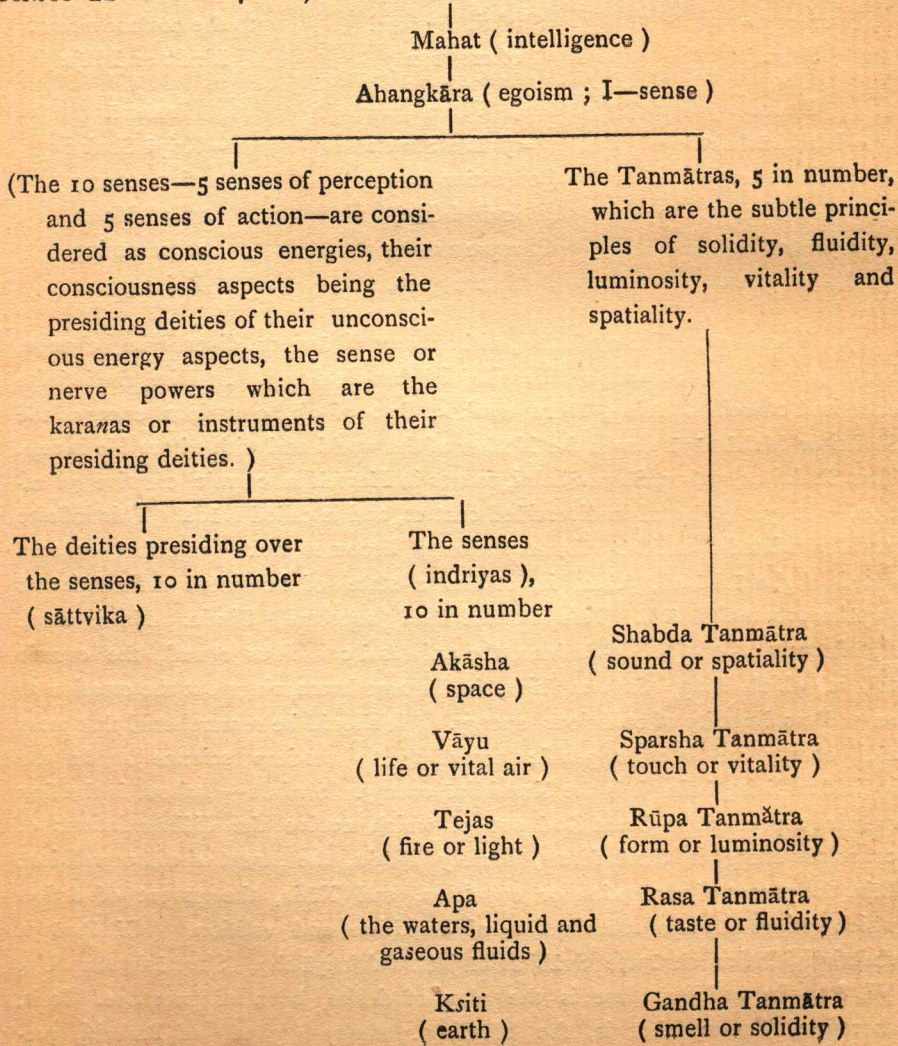 Mahat ( intelligence )
Ahangkāra ( egoism ; I—sense )
(The 10 senses—5 senses of perception
and 5 senses of action—are consi-
dered as conscious energies, their
consciousness aspects being the
presiding deities of their unconsci-
ous energy aspects, the sense or
nerve powers which are the
karanas or instruments of their
presiding deities. )
The Tanmātras, 5 in number,
which are the subtle princi-
ples of solidity, fluidity,
luminosity, vitality and
spatiality.
The deities presiding over
the senses, 10 in number
( sāttvika )
The senses
( indriyas ),
10 in number
Akāsha
( space )
Vāyu
( life or vital air )
Tejas
( fire or light )
Apa
( the waters, liquid and
gaseous fluids )
Ksiti
( earth )
Shabda Tanmātra
( sound or spatiality )
Sparsha Tanmātra
( touch or vitality )
Rūpa Tanmătra
( form or luminosity )
Rasa Tanmātra
( taste or fluidity )
Gandha Tanmātra
( smell or solidity )